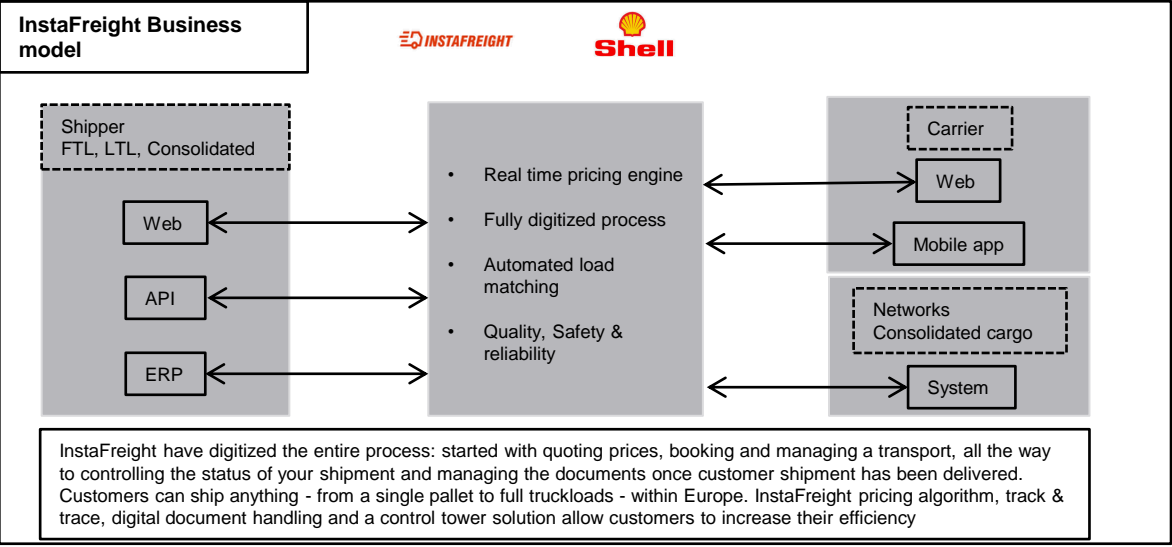 InstaFreight Business
model
INSTAFREIGHT
Shell
Shipper
FTL, LTL, Consolidated
Web
API
ERP
• Real time pricing engine
• Fully digitized process
• Automated load
matching
• Quality, Safety &
reliability
Carrier
Web
Mobile app
Networks
Consolidated cargo
System
InstaFreight have digitized the entire process: started with quoting prices, booking and managing a transport, all the way
to controlling the status of your shipment and managing the documents once customer shipment has been delivered.
Customers can ship anything - from a single pallet to full truckloads - within Europe. InstaFreight pricing algorithm, track &
trace, digital document handling and a control tower solution allow customers to increase their efficiency